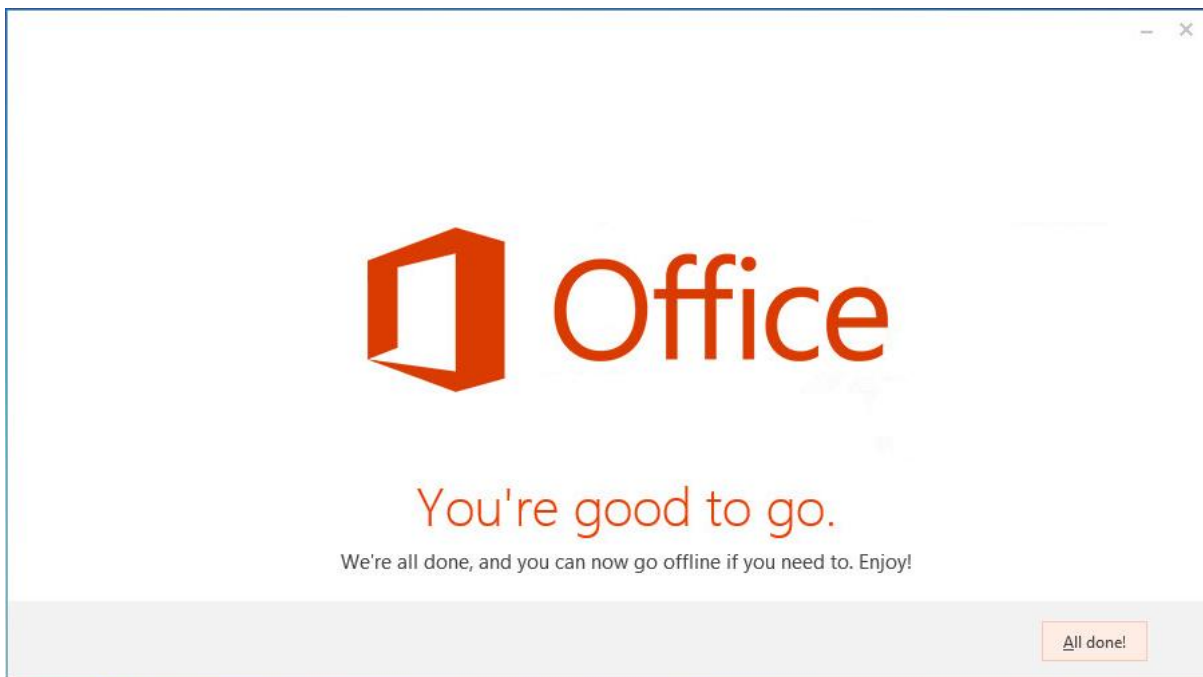 Office
You're good to go.
We're all done, and you can now go offline if you need to. Enjoy!
All done!